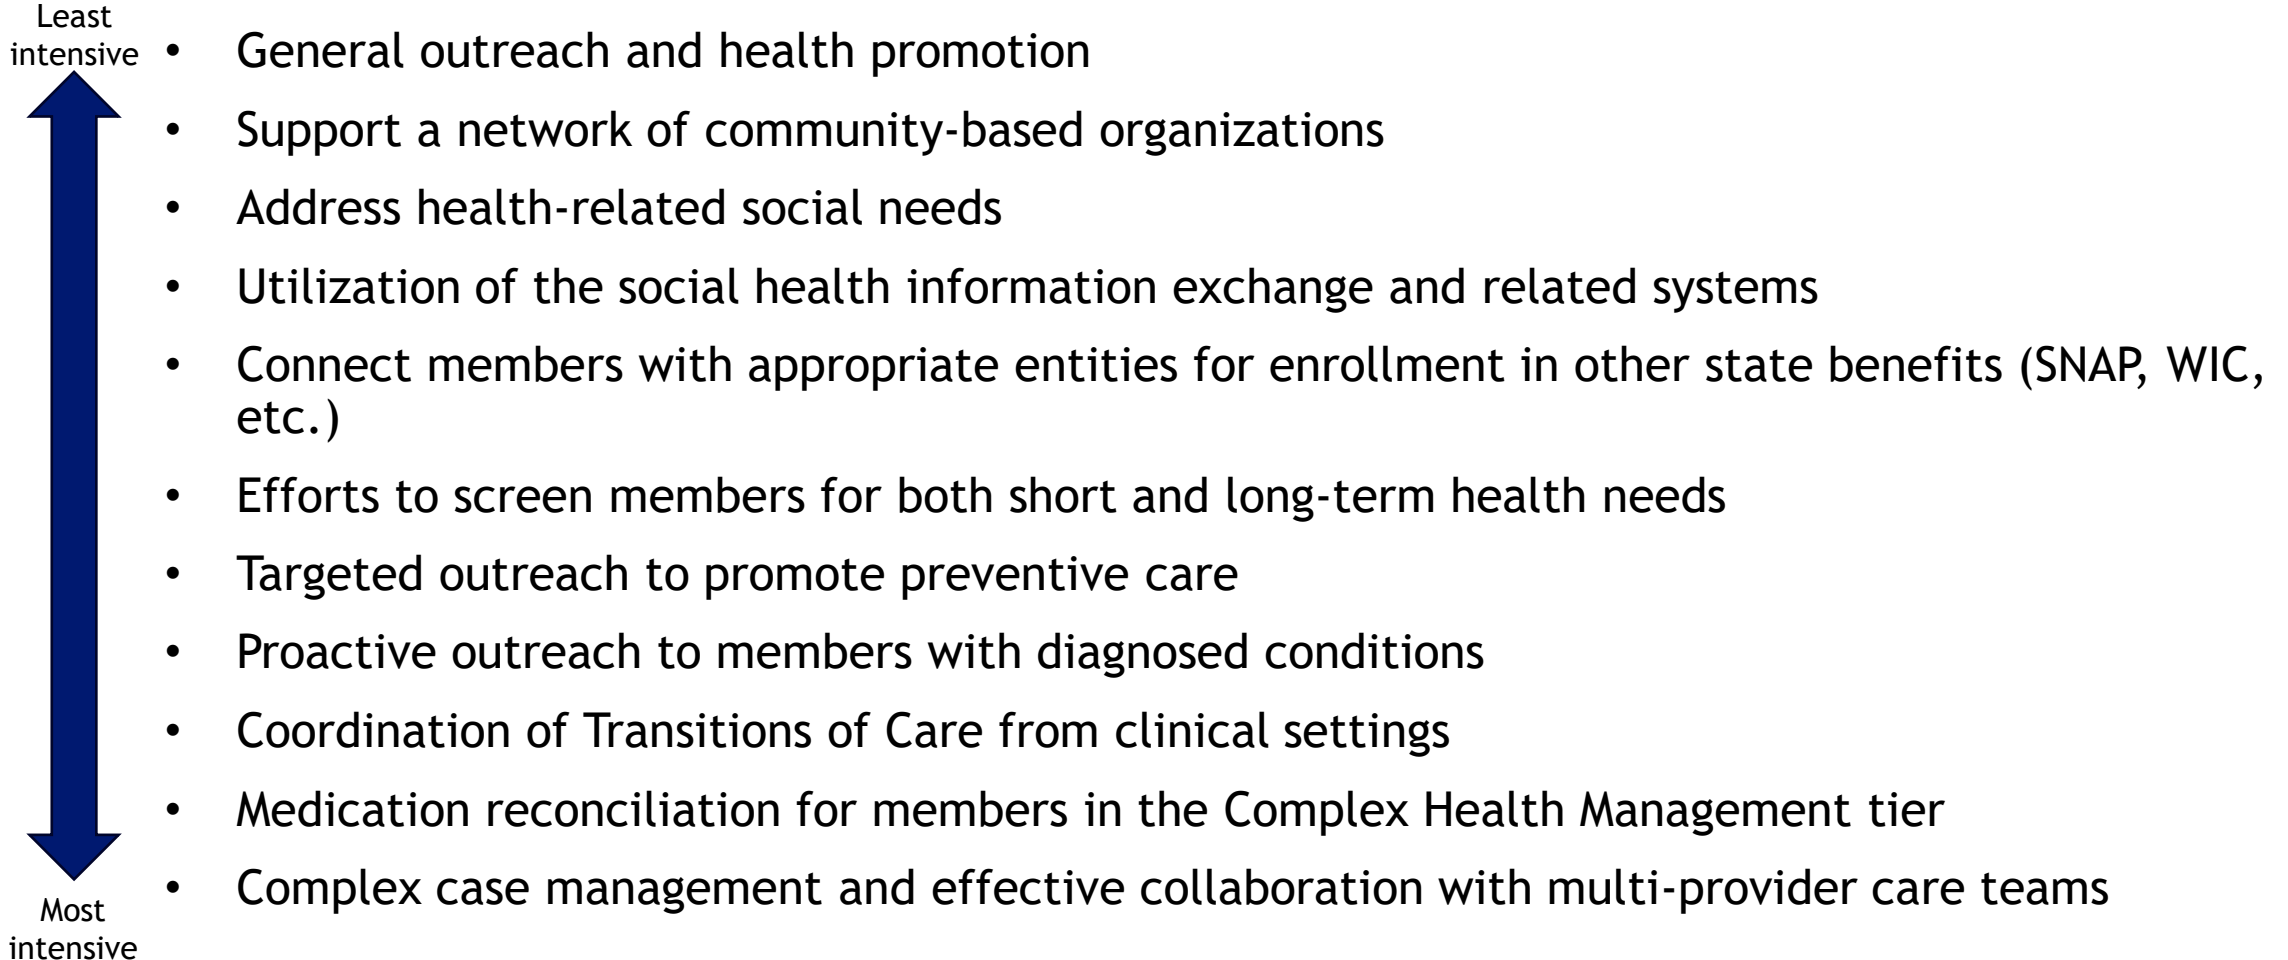 Least
intensive
• General outreach and health promotion
• Support a network of community-based organizations
• Address health-related social needs
• Utilization of the social health information exchange and related systems
• Connect members with appropriate entities for enrollment in other state benefits (SNAP, WIC,
etc.)
• Efforts to screen members for both short and long-term health needs
• Targeted outreach to promote preventive care
• Proactive outreach to members with diagnosed conditions
• Coordination of Transitions of Care from clinical settings
• Medication reconciliation for members in the Complex Health Management tier
• Complex case management and effective collaboration with multi-provider care teams
Most
intensive